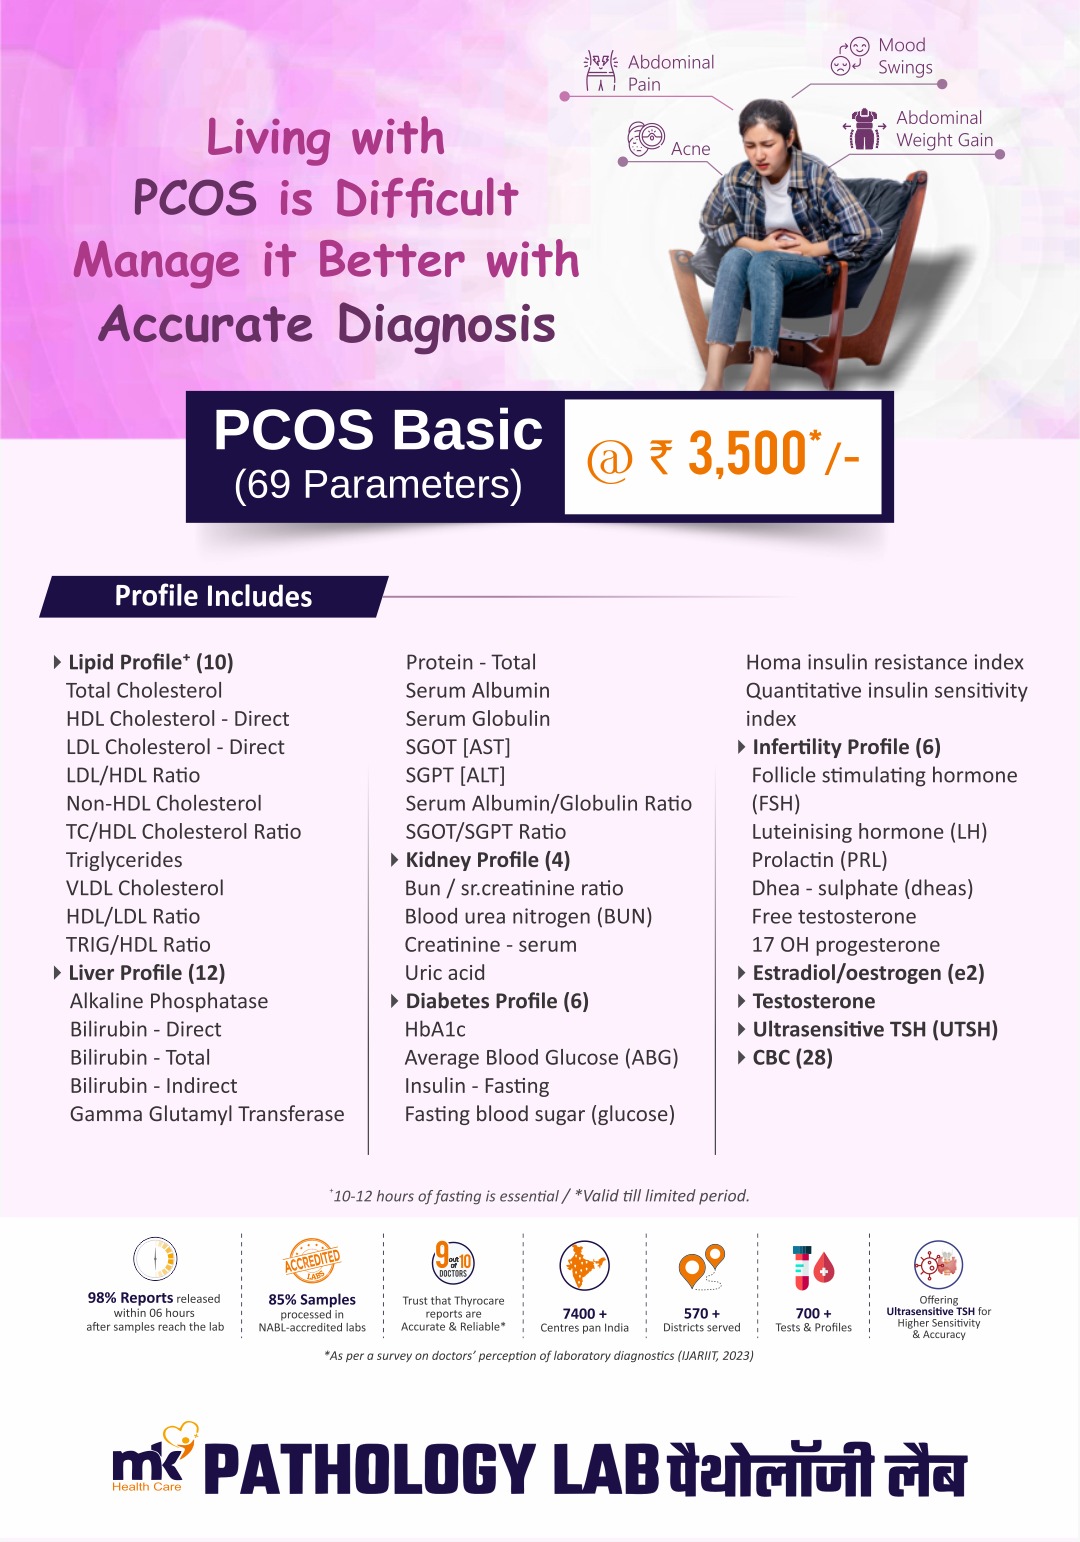 Abdominal
Pain
Mood
Swings
Acne
Abdominal
Weight Gain
Living with
PCOS is Difficult
Manage it Better with
Accurate Diagnosis
PCOS Basic
(69 Parameters)
@ ₹ 3,500*/-
Profile Includes
Lipid Profile⁺ (10)
Total Cholesterol
HDL Cholesterol - Direct
LDL Cholesterol - Direct
LDL/HDL Ratio
Non-HDL Cholesterol
TC/HDL Cholesterol Ratio
Triglycerides
VLDL Cholesterol
HDL/LDL Ratio
TRIG/HDL Ratio
Liver Profile (12)
Alkaline Phosphatase
Bilirubin - Direct
Bilirubin - Total
Bilirubin - Indirect
Gamma Glutamyl Transferase
Protein - Total
Serum Albumin
Serum Globulin
SGOT [AST]
SGPT [ALT]
Serum Albumin/Globulin Ratio
SGOT/SGPT Ratio
Kidney Profile (4)
Bun / sr.creatinine ratio
Blood urea nitrogen (BUN)
Creatinine - serum
Uric acid
Diabetes Profile (6)
HbA1c
Average Blood Glucose (ABG)
Insulin - Fasting
Fasting blood sugar (glucose)
Homa insulin resistance index
Quantitative insulin sensitivity
index
Infertility Profile (6)
Follicle stimulating hormone
(FSH)
Luteinising hormone (LH)
Prolactin (PRL)
Dhea - sulphate (dheas)
Free testosterone
17 OH progesterone
Estradiol/oestrogen (e2)
Testosterone
Ultrasensitive TSH (UTSH)
CBC (28)
⁺10-12 hours of fasting is essential / *Valid till limited period.
98% Reports released
within 06 hours
after samples reach the lab
ACCREDITED
LABS
85% Samples
processed in
NABL-accredited labs
9 out of 10
DOCTORS
Trust that Thyrocare
reports are
Accurate & Reliable*
7400 +
Centres pan India
570 +
Districts served
700 +
Tests & Profiles
Offering
Ultrasensitive TSH for
Higher Sensitivity
& Accuracy
*As per a survey on doctors' perception of laboratory diagnostics (IJARIIT, 2023)
mk
Health Care
PATHOLOGY LAB पैथोलॉजी लैब